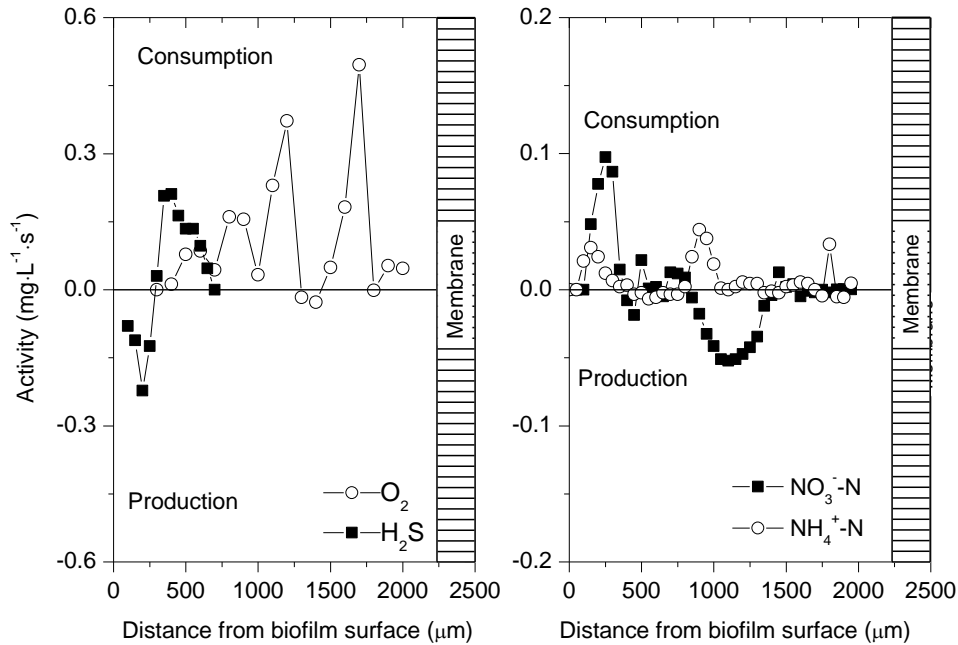 0.6
0.3
0.0
-0.3
-0.6
Activity (mg·L⁻¹·s⁻¹)
Consumption
Production
O₂
H₂S
Membrane
0 500 1000 1500 2000 2500
Distance from biofilm surface (μm)
0.2
0.1
0.0
-0.1
-0.2
Consumption
Production
NO₃⁻-N
NH₄⁺-N
Membrane
0 500 1000 1500 2000 2500
Distance from biofilm surface (μm)